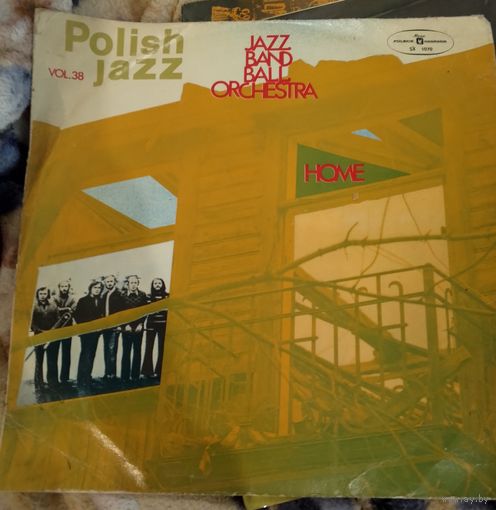 Polish
jazz
VOL.38
JAZZ
BAND
BALL
ORCHESTRA
POLSKIE NAGRANIA
SX 1070
HOME